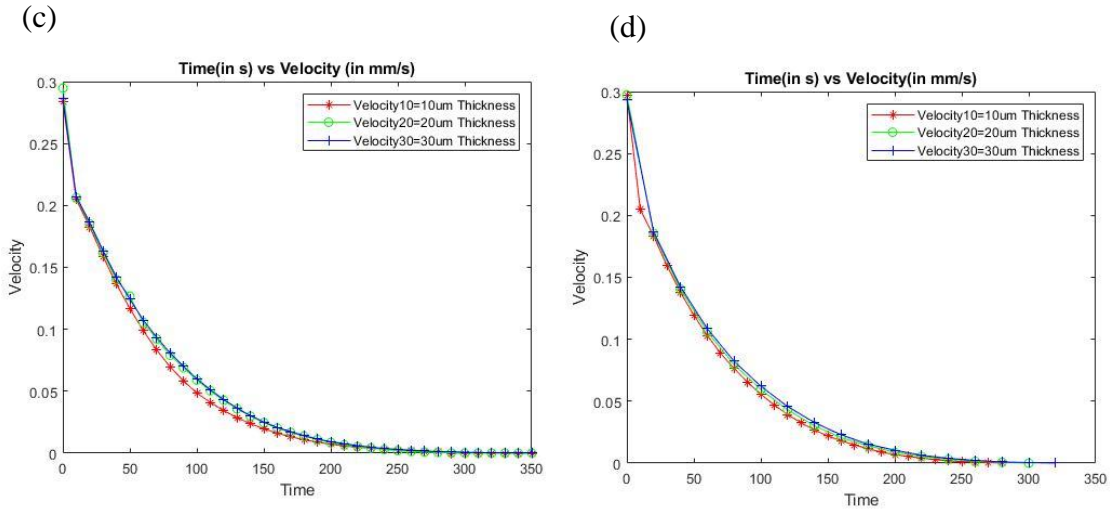 (c)
Time(in s) vs Velocity (in mm/s)
Velocity10=10um Thickness
Velocity20=20um Thickness
Velocity30=30um Thickness
0.3
0.25
0.2
0.15
0.1
0.05
0
Velocity
0 50 100 150 200 250 300 350
Time
(d)
Time(in s) vs Velocity(in mm/s)
Velocity10=10um Thickness
Velocity20=20um Thickness
Velocity30=30um Thickness
0.3
0.25
0.2
0.15
0.1
0.05
0
Velocity
0 50 100 150 200 250 300 350
Time